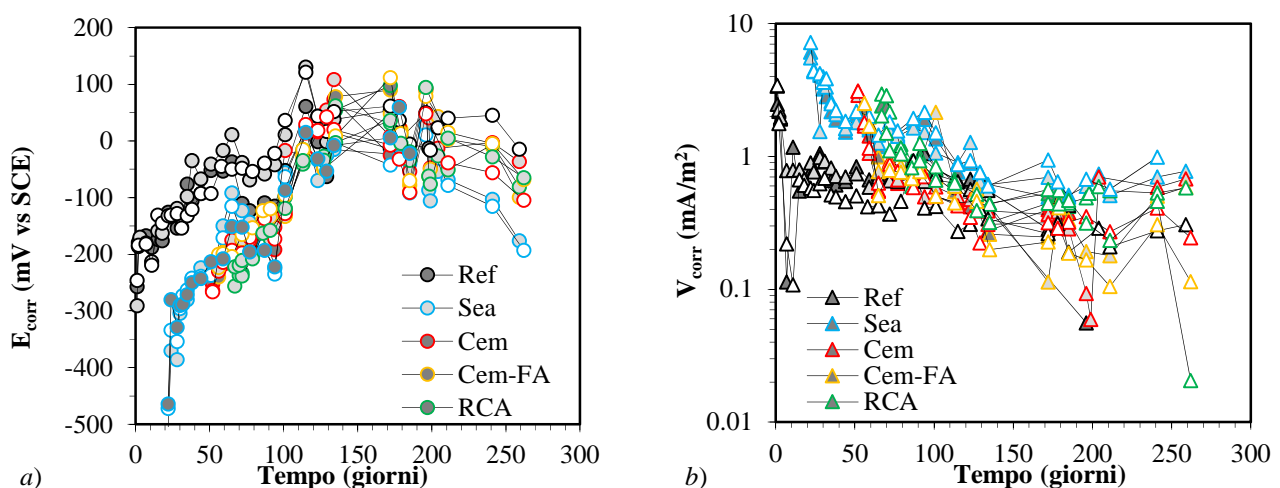 200
100
0
-100
-200
-300
-400
-500
E_corr (mV vs SCE)
0 50 100 150 200 250 300
Tempo (giorni)
Ref
Sea
Cem
Cem-FA
RCA
a)
10
1
0.1
0.01
V_corr (mA/m²)
0 50 100 150 200 250 300
Tempo (giorni)
Ref
Sea
Cem
Cem-FA
RCA
b)